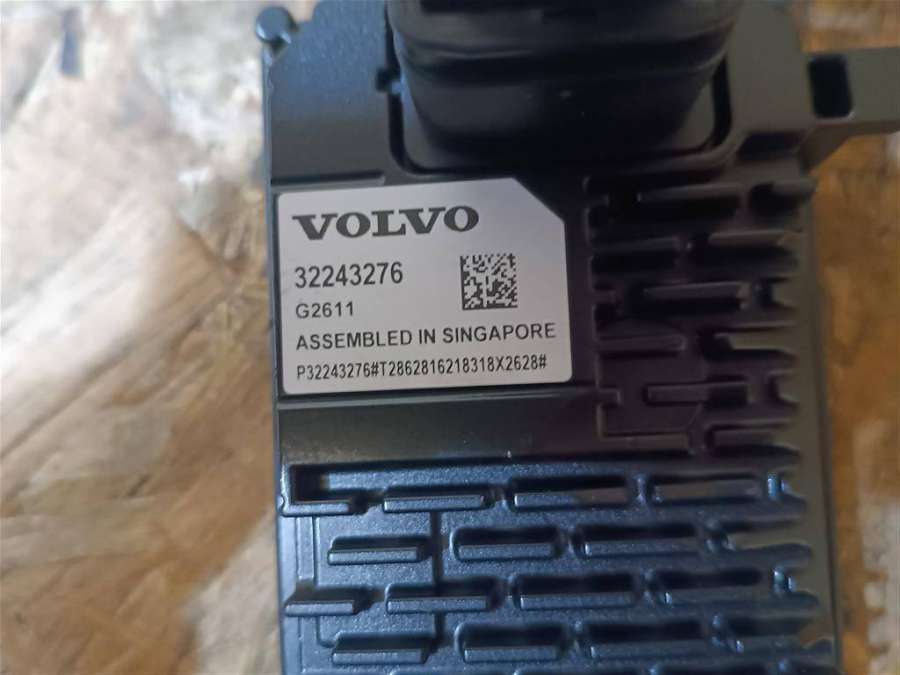 VOLVO
32243276
G2611
ASSEMBLED IN SINGAPORE
P32243276#T2862816218318X2628#